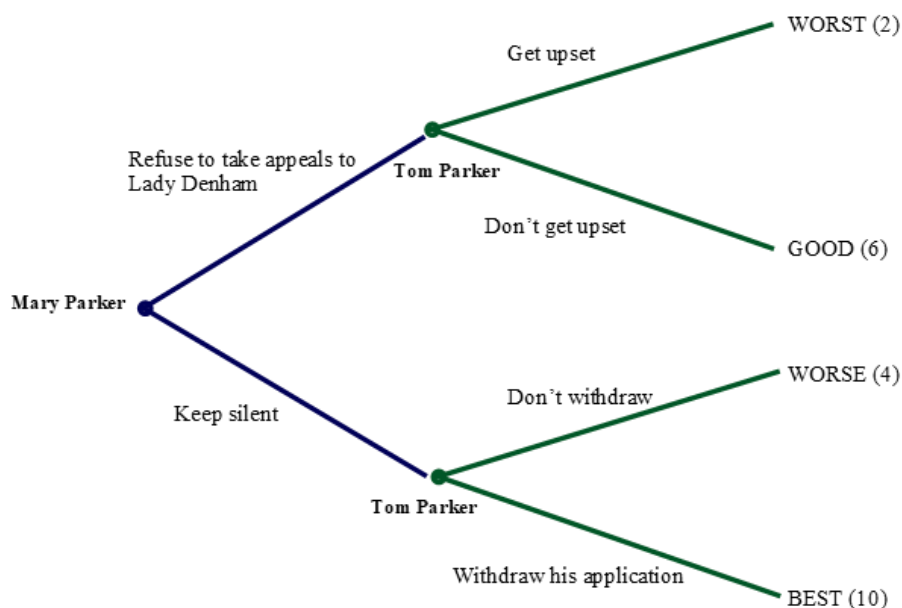 WORST (2)
Get upset
Refuse to take appeals to
Lady Denham
Tom Parker
Don’t get upset
GOOD (6)
Mary Parker
WORSE (4)
Don’t withdraw
Keep silent
Tom Parker
Withdraw his application
BEST (10)